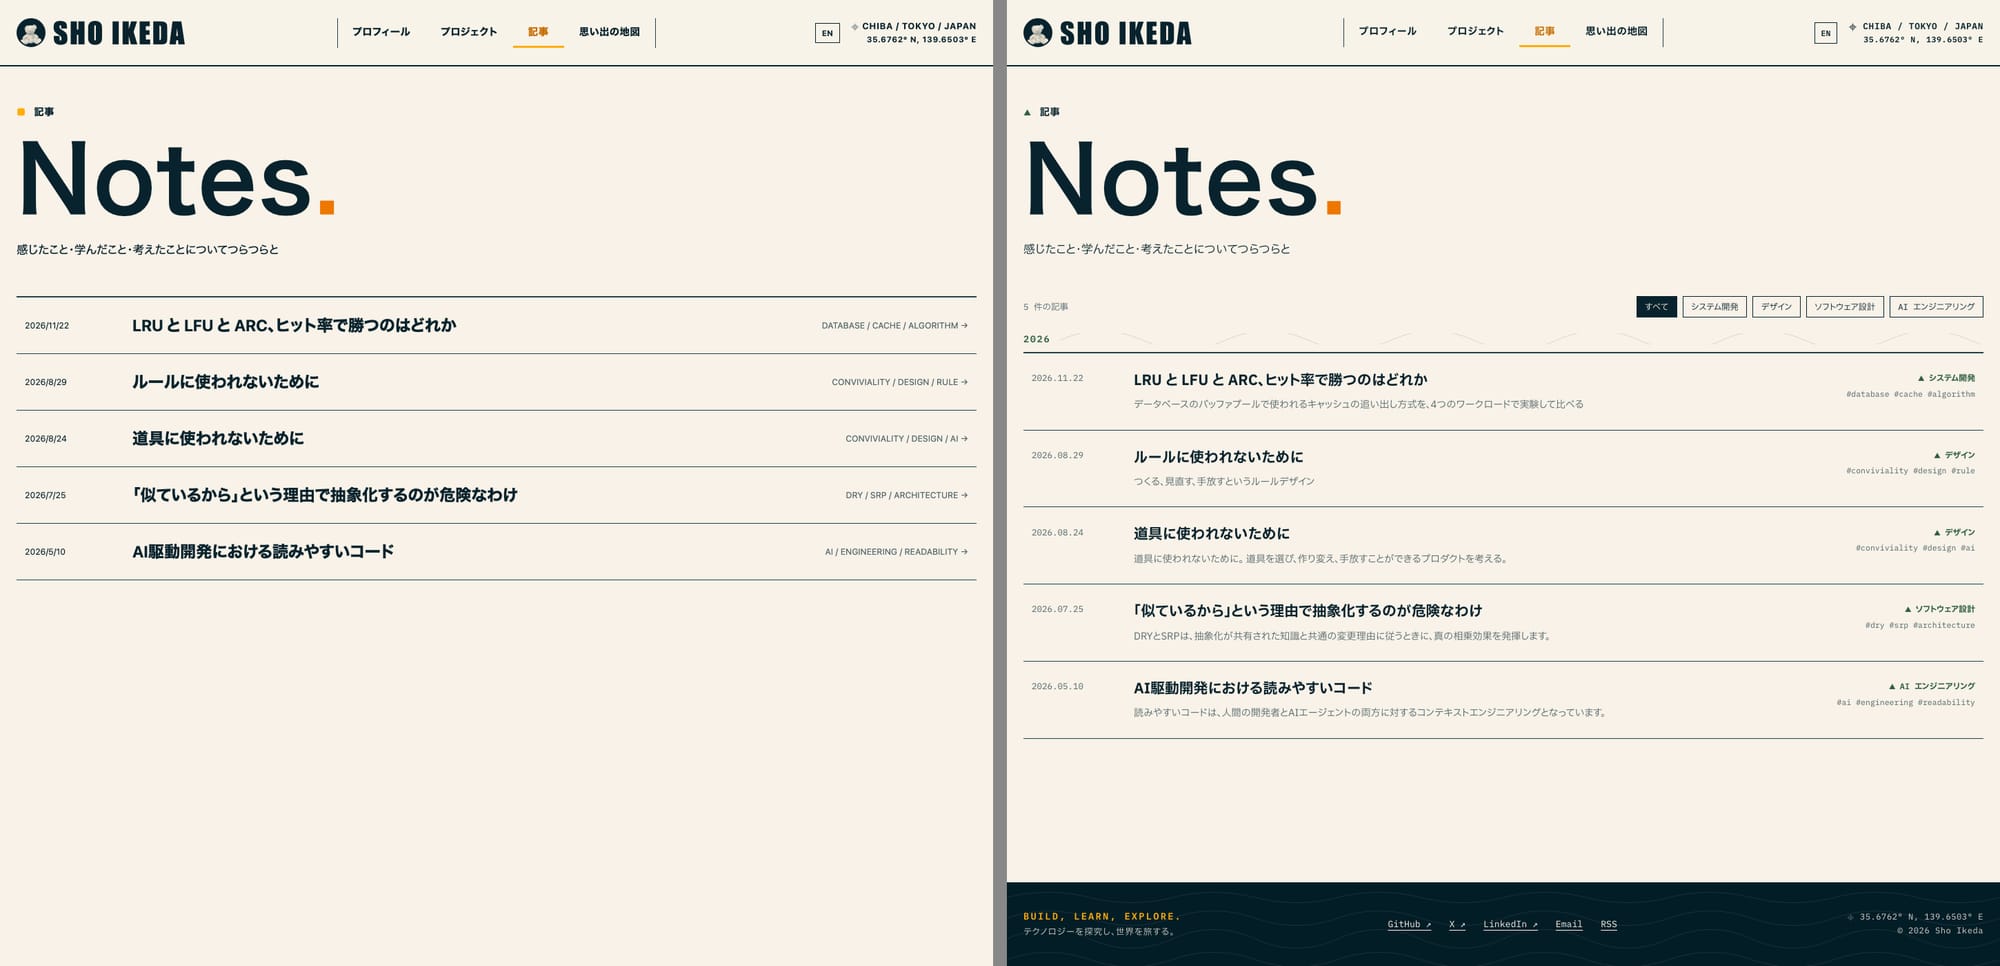 SHO IKEDA
プロフィール プロジェクト 記事 思い出の地図
EN
CHIBA / TOKYO / JAPAN
35.6762° N, 139.6503° E
記事
Notes.
感じたこと・学んだこと・考えたことについてつらつらと
2026/11/22 LRU と LFU と ARC、ヒット率で勝つのはどれか DATABASE / CACHE / ALGORITHM →
2026/8/29 ルールに使われないために CONVIVIALITY / DESIGN / RULE →
2026/8/24 道具に使われないために CONVIVIALITY / DESIGN / AI →
2026/7/25 「似ているから」という理由で抽象化するのが危険なわけ DRY / SRP / ARCHITECTURE →
2026/5/10 AI駆動開発における読みやすいコード AI / ENGINEERING / READABILITY →
SHO IKEDA
プロフィール プロジェクト 記事 思い出の地図
EN
CHIBA / TOKYO / JAPAN
35.6762° N, 139.6503° E
▲ 記事
Notes.
感じたこと・学んだこと・考えたことについてつらつらと
5 件の記事 すべて システム開発 デザイン ソフトウェア設計 AI エンジニアリング
2026
2026.11.22 LRU と LFU と ARC、ヒット率で勝つのはどれか ▲ システム開発
データベースのバッファプールで使われるキャッシュの追い出し方式を、4つのワークロードで実験して比べる #database #cache #algorithm
2026.08.29 ルールに使われないために ▲ デザイン
つくる、見直す、手放すというルールデザイン #conviviality #design #rule
2026.08.24 道具に使われないために ▲ デザイン
道具に使われないために。道具を選び、作り変え、手放すことができるプロダクトを考える。 #conviviality #design #ai
2026.07.25 「似ているから」という理由で抽象化するのが危険なわけ ▲ ソフトウェア設計
DRYとSRPは、抽象化が共有された知識と共通の変更理由に従うときに、真の相乗効果を発揮します。 #dry #srp #architecture
2026.05.10 AI駆動開発における読みやすいコード ▲ AI エンジニアリング
読みやすいコードは、人間の開発者とAIエージェントの両方に対するコンテキストエンジニアリングとなっています。 #ai #engineering #readability
BUILD, LEARN, EXPLORE.
テクノロジーを探究し、世界を旅する。
GitHub ↗ X ↗ LinkedIn ↗ Email RSS
35.6762° N, 139.6503° E
© 2026 Sho Ikeda